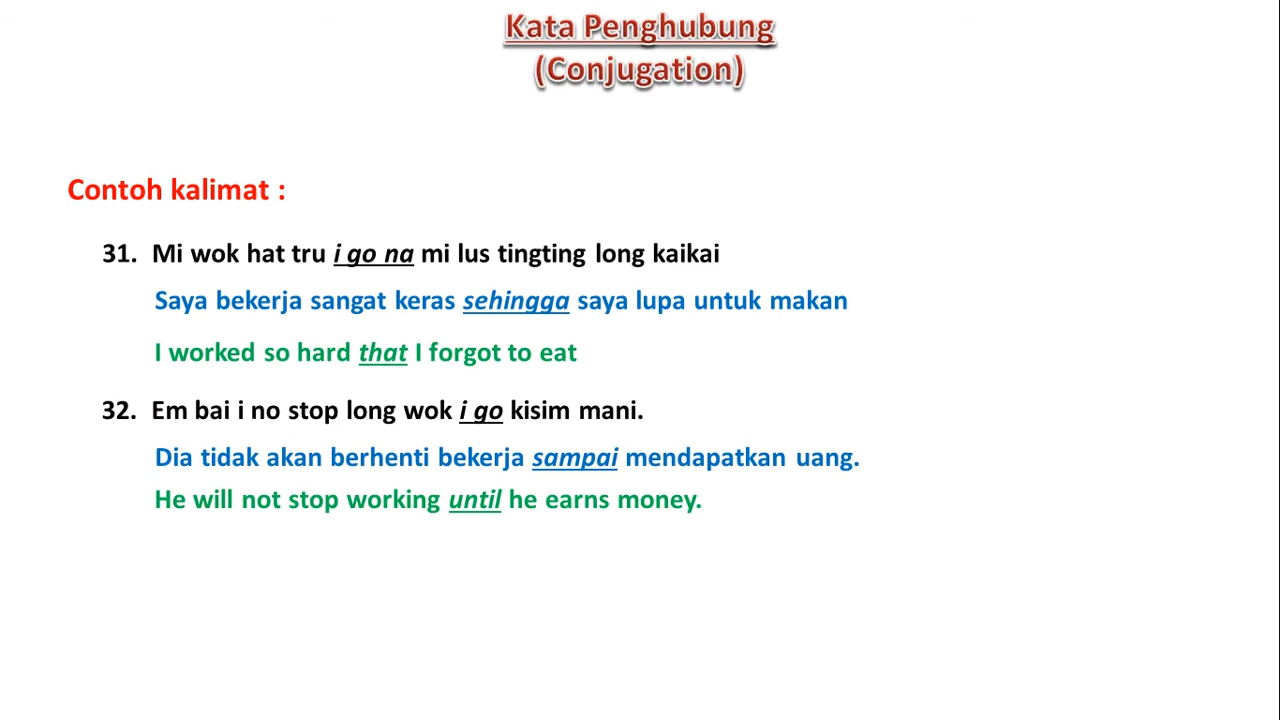 Kata Penghubung
(Conjugation)
Contoh kalimat :
31. Mi wok hat tru i go na mi lus tingting long kaikai
Saya bekerja sangat keras sehingga saya lupa untuk makan
I worked so hard that I forgot to eat
32. Em bai i no stop long wok i go kisim mani.
Dia tidak akan berhenti bekerja sampai mendapatkan uang.
He will not stop working until he earns money.